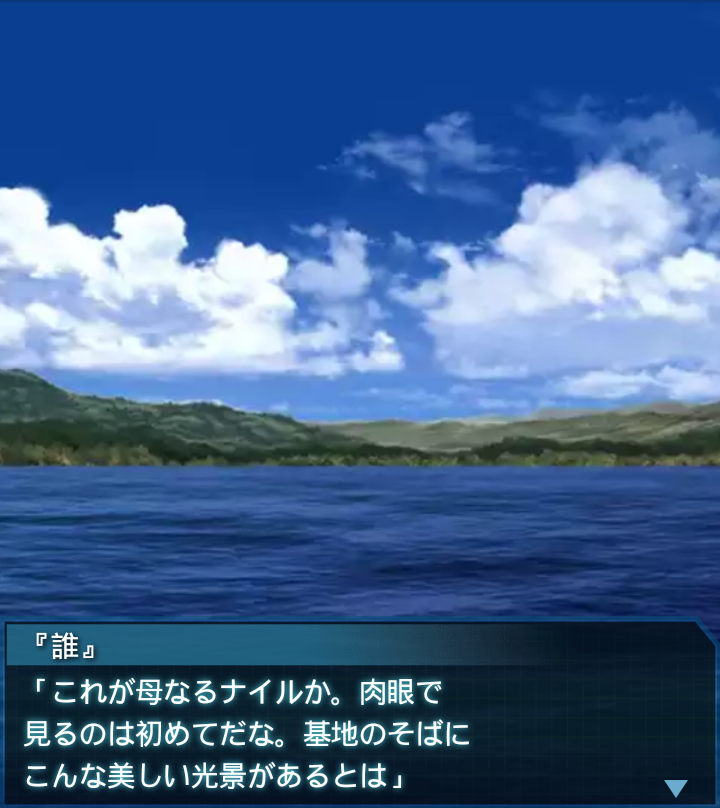 『誰』
「これが母なるナイルか。肉眼で
見るのは初めてだな。基地のそばに
こんな美しい光景があるとは」